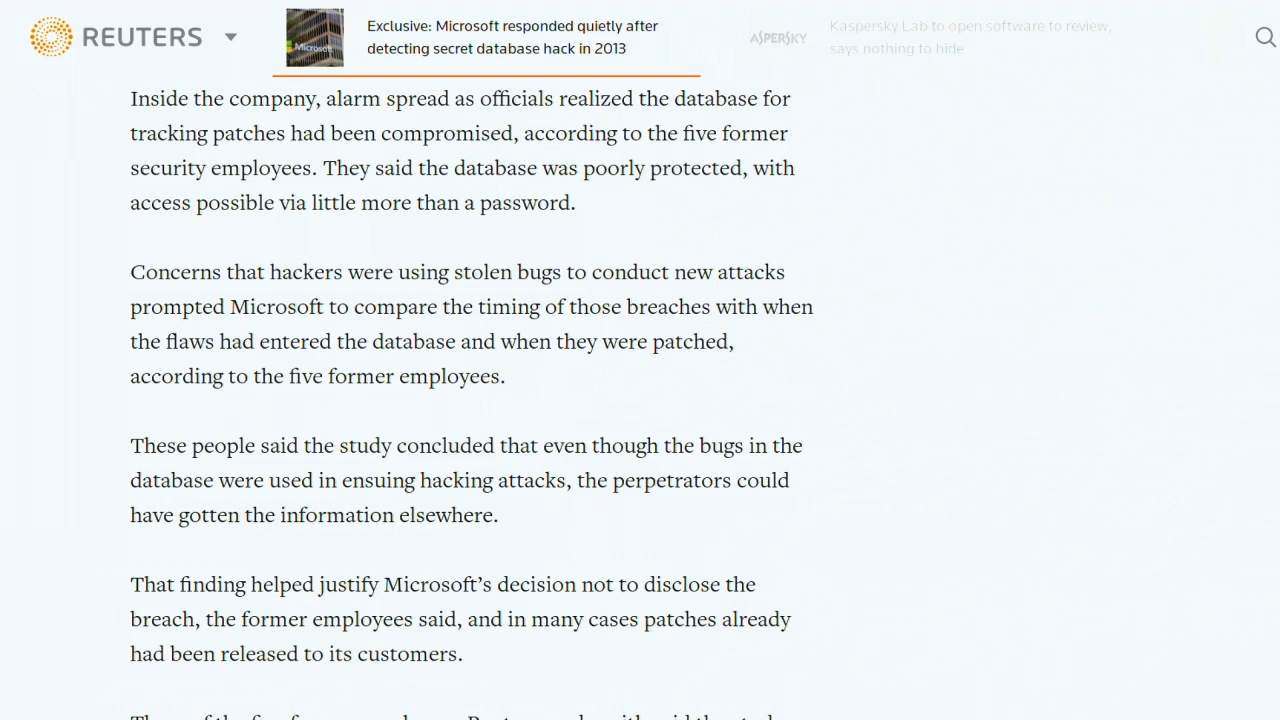 REUTERS
Exclusive: Microsoft responded quietly after
detecting secret database hack in 2013
Microsoft
KASPERSKY
Kaspersky Lab to open software to review,
says nothing to hide
Inside the company, alarm spread as officials realized the database for
tracking patches had been compromised, according to the five former
security employees. They said the database was poorly protected, with
access possible via little more than a password.
Concerns that hackers were using stolen bugs to conduct new attacks
prompted Microsoft to compare the timing of those breaches with when
the flaws had entered the database and when they were patched,
according to the five former employees.
These people said the study concluded that even though the bugs in the
database were used in ensuing hacking attacks, the perpetrators could
have gotten the information elsewhere.
That finding helped justify Microsoft’s decision not to disclose the
breach, the former employees said, and in many cases patches already
had been released to its customers.